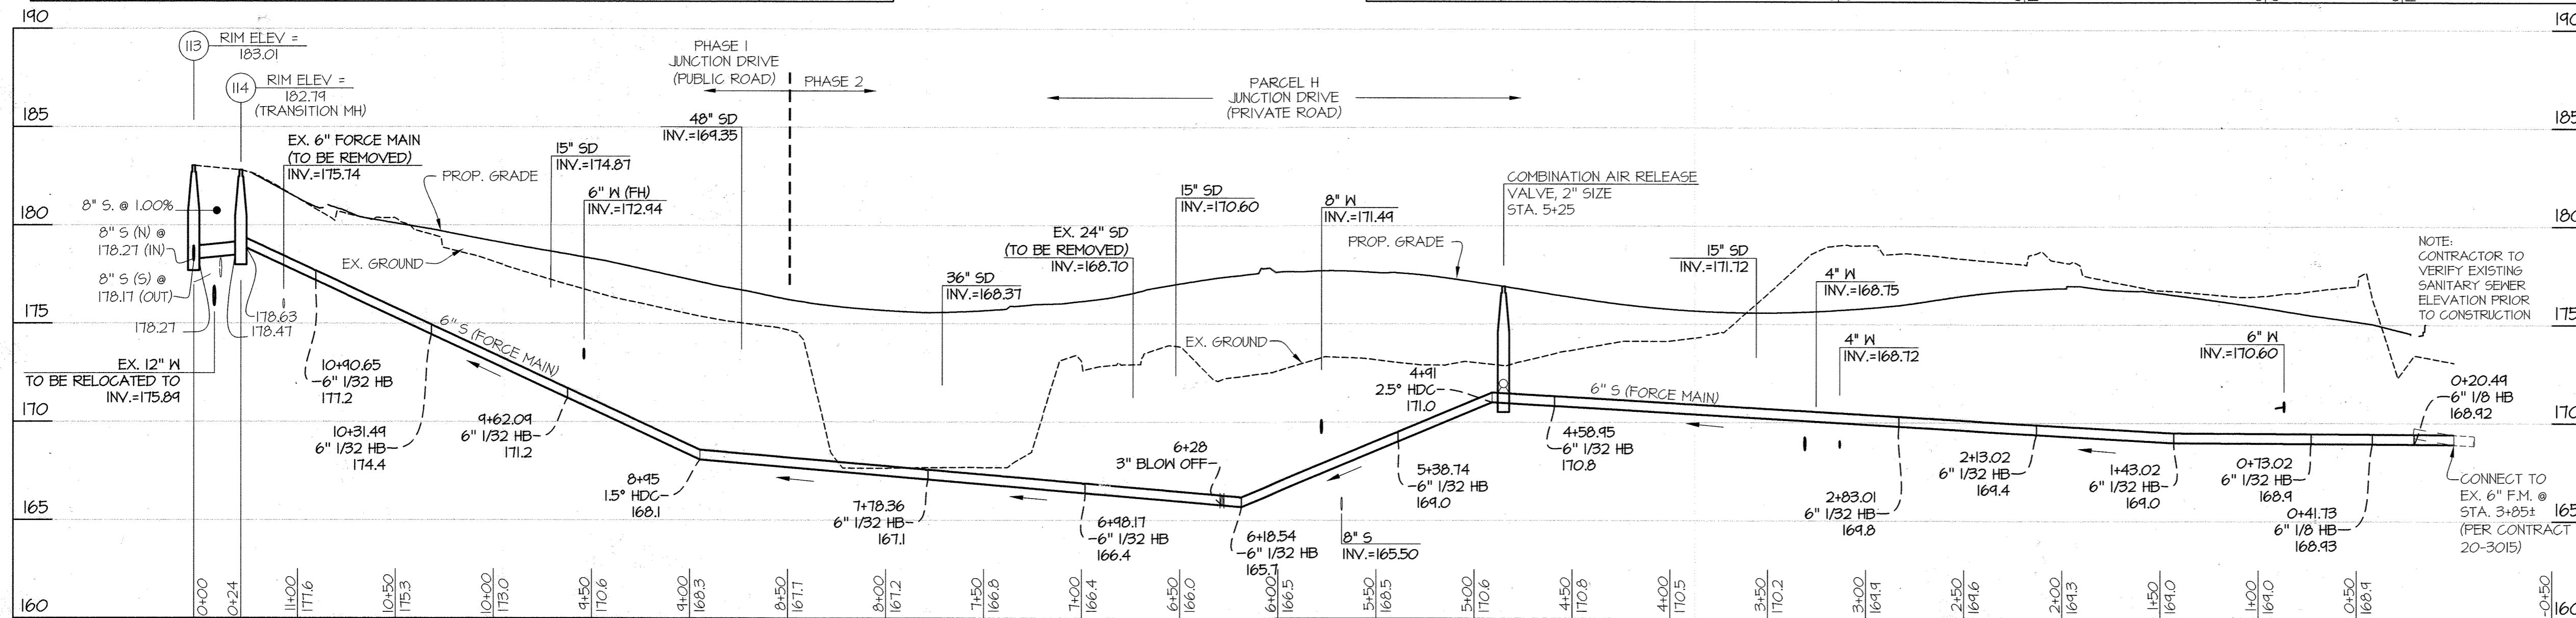 190
185
180
175
170
165
160
113
RIM ELEV =
183.01
114
RIM ELEV =
182.79
(TRANSITION MH)
8" S. @ 1.00%
8" S (N) @
178.27 (IN)
8" S (S) @
178.17 (OUT)
178.27
178.63
178.47
EX. 12" W
TO BE RELOCATED TO
INV.=175.89
EX. 6" FORCE MAIN
(TO BE REMOVED)
INV.=175.74
PROP. GRADE
EX. GROUND
15" SD
INV.=174.87
6" W (FH)
INV.=172.94
48" SD
INV.=169.35
PHASE 1
JUNCTION DRIVE
(PUBLIC ROAD)
PHASE 2
PARCEL H
JUNCTION DRIVE
(PRIVATE ROAD)
36" SD
INV.=168.37
EX. 24" SD
(TO BE REMOVED)
INV.=168.70
15" SD
INV.=170.60
8" W
INV.=171.49
PROP. GRADE
EX. GROUND
COMBINATION AIR RELEASE
VALVE, 2" SIZE
STA. 5+25
15" SD
INV.=171.72
4" W
INV.=168.75
4" W
INV.=168.72
6" W
INV.=170.60
NOTE:
CONTRACTOR TO
VERIFY EXISTING
SANITARY SEWER
ELEVATION PRIOR
TO CONSTRUCTION
6" S (FORCE MAIN)
6" S (FORCE MAIN)
10+90.65
6" 1/32 HB
177.2
10+31.49
6" 1/32 HB
174.4
9+62.09
6" 1/32 HB
171.2
8+95
1.5° HDC
168.1
7+78.36
6" 1/32 HB
167.1
6+98.17
6" 1/32 HB
166.4
6+28
3" BLOW OFF
6+18.54
6" 1/32 HB
165.7
8" S
INV.=165.50
5+38.74
6" 1/32 HB
169.0
4+91
2.5° HDC
171.0
4+58.95
6" 1/32 HB
170.8
2+83.01
6" 1/32 HB
169.8
2+13.02
6" 1/32 HB
169.4
1+43.02
6" 1/32 HB
169.0
0+73.02
6" 1/32 HB
168.9
0+41.73
6" 1/8 HB
168.93
0+20.49
6" 1/8 HB
168.92
CONNECT TO
EX. 6" F.M. @
STA. 3+85±
(PER CONTRACT
20-3015)
0+00
0+24
11+00
177.6
10+50
175.3
10+00
173.0
9+50
170.6
9+00
168.3
8+50
167.7
8+00
167.2
7+50
166.8
7+00
166.4
6+50
166.0
6+00
166.5
5+50
168.5
5+00
170.6
4+50
170.8
4+00
170.5
3+50
170.2
3+00
169.9
2+50
169.6
2+00
169.3
1+50
169.0
1+00
169.0
0+50
168.9
-0+50
190
185
180
175
170
165
160